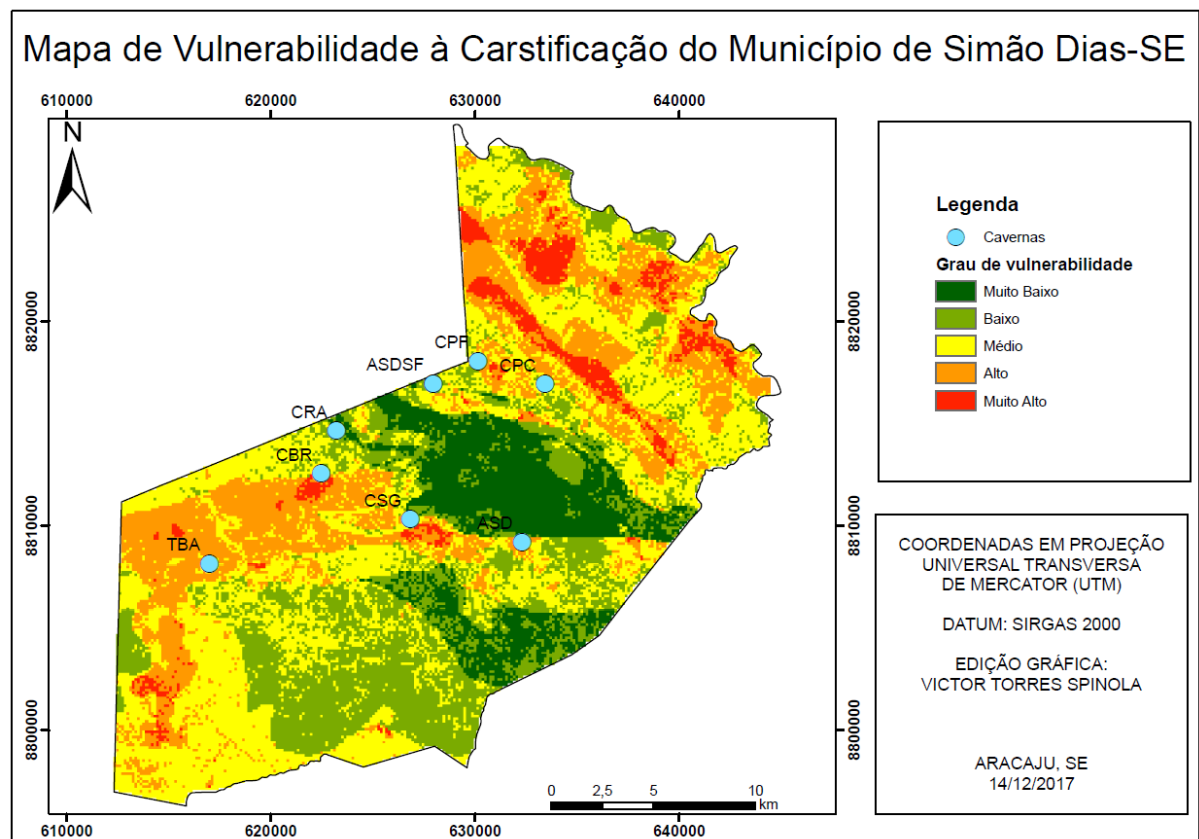 Mapa de Vulnerabilidade à Carstificação do Município de Simão Dias-SE
610000 620000 630000 640000
N
8820000 8820000
8810000 8810000
8800000 8800000
CPF
ASDSF
CPC
CRA
CBR
CSG
ASD
TBA
0 2,5 5 10
km
610000 620000 630000 640000
Legenda
Cavernas
Grau de vulnerabilidade
Muito Baixo
Baixo
Médio
Alto
Muito Alto
COORDENADAS EM PROJEÇÃO
UNIVERSAL TRANSVERSA
DE MERCATOR (UTM)
DATUM: SIRGAS 2000
EDIÇÃO GRÁFICA:
VICTOR TORRES SPINOLA
ARACAJU, SE
14/12/2017